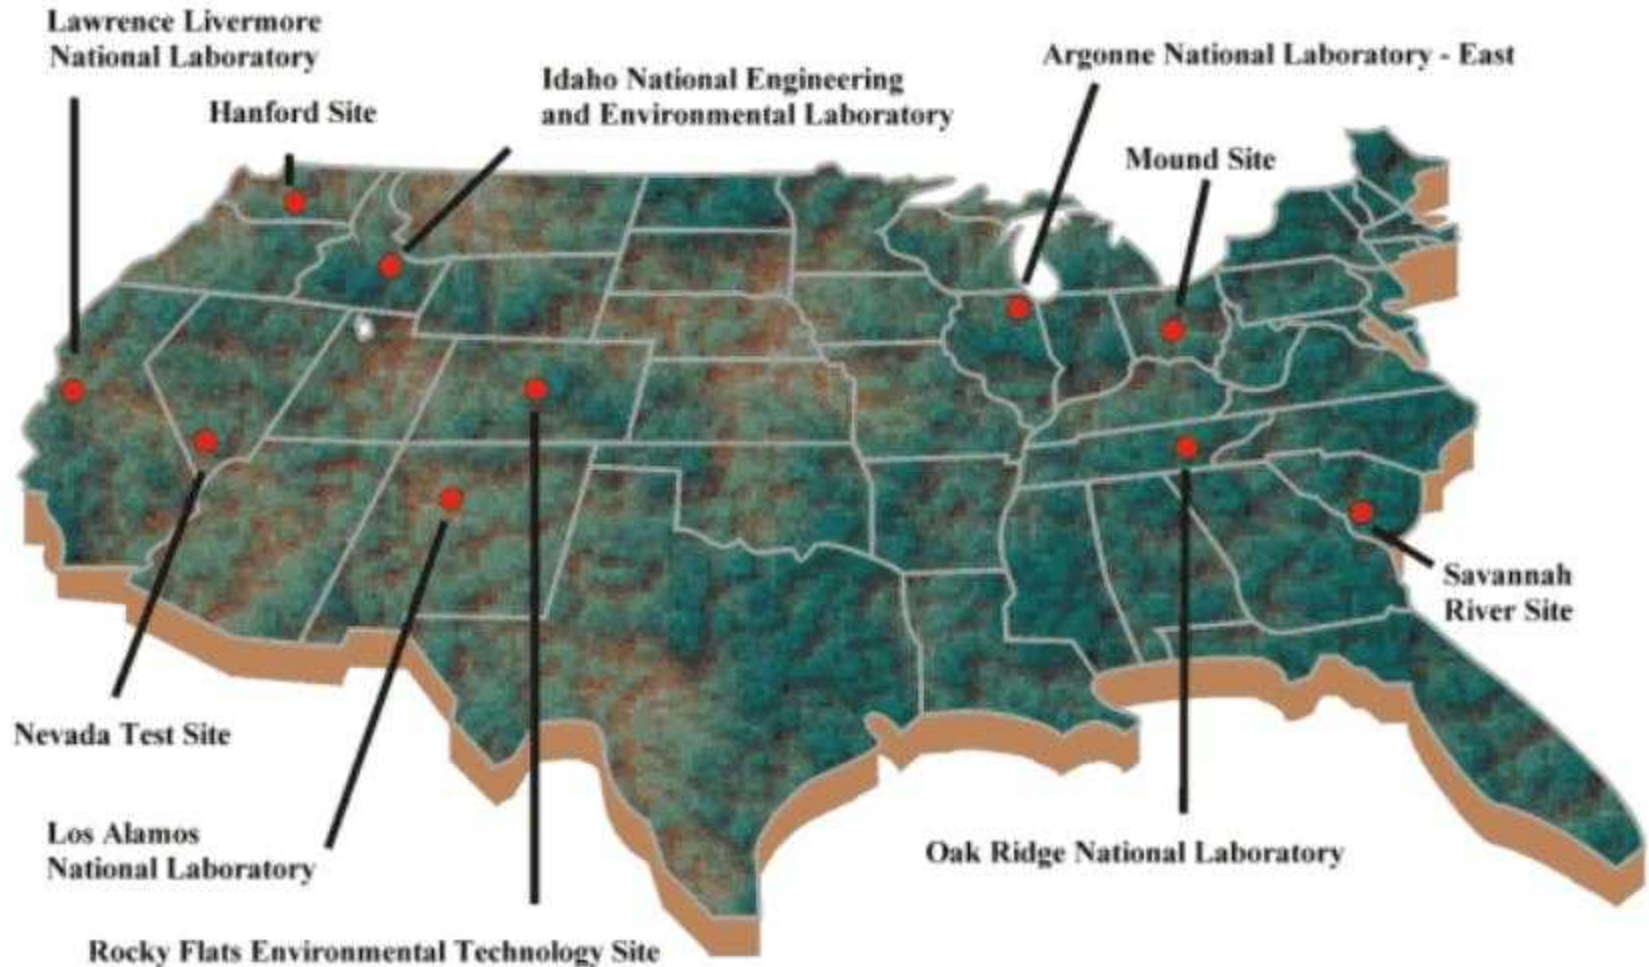 Lawrence Livermore
National Laboratory
Hanford Site
Idaho National Engineering
and Environmental Laboratory
Argonne National Laboratory - East
Mound Site
Savannah
River Site
Nevada Test Site
Los Alamos
National Laboratory
Oak Ridge National Laboratory
Rocky Flats Environmental Technology Site